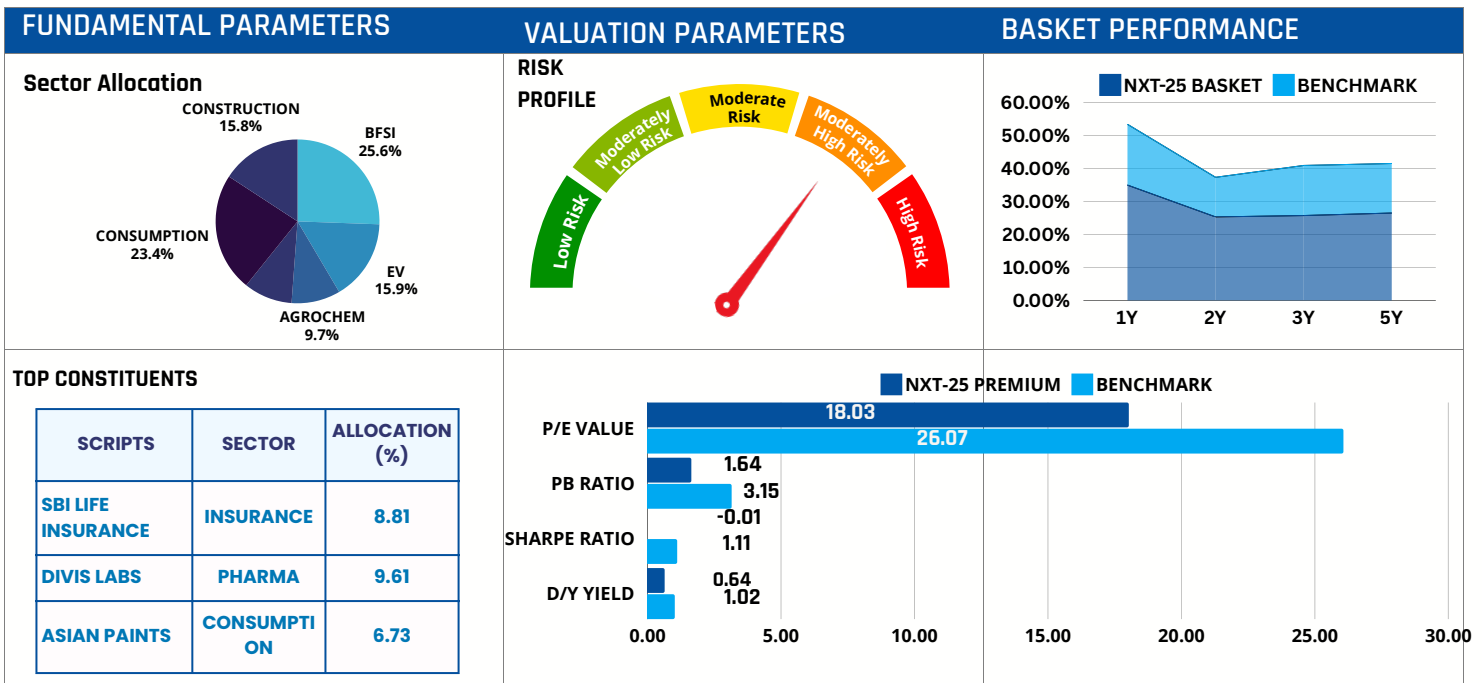 FUNDAMENTAL PARAMETERS
VALUATION PARAMETERS
BASKET PERFORMANCE
Sector Allocation
CONSTRUCTION
15.8%
BFSI
25.6%
CONSUMPTION
23.4%
EV
15.9%
AGROCHEM
9.7%
RISK
PROFILE
Low Risk
Moderately
Low Risk
Moderate
Risk
Moderately
High Risk
High Risk
NXT-25 BASKET
BENCHMARK
60.00%
50.00%
40.00%
30.00%
20.00%
10.00%
0.00%
1Y 2Y 3Y 5Y
TOP CONSTITUENTS
SCRIPTS SECTOR ALLOCATION
(%)
SBI LIFE
INSURANCE
INSURANCE
8.81
DIVIS LABS PHARMA 9.61
ASIAN PAINTS
CONSUMPTI
ON
6.73
NXT-25 PREMIUM BENCHMARK
P/E VALUE
18.03
26.07
PB RATIO
1.64
3.15
SHARPE RATIO
-0.01
1.11
D/Y YIELD
0.64
1.02
0.00 5.00 10.00 15.00 20.00 25.00 30.00